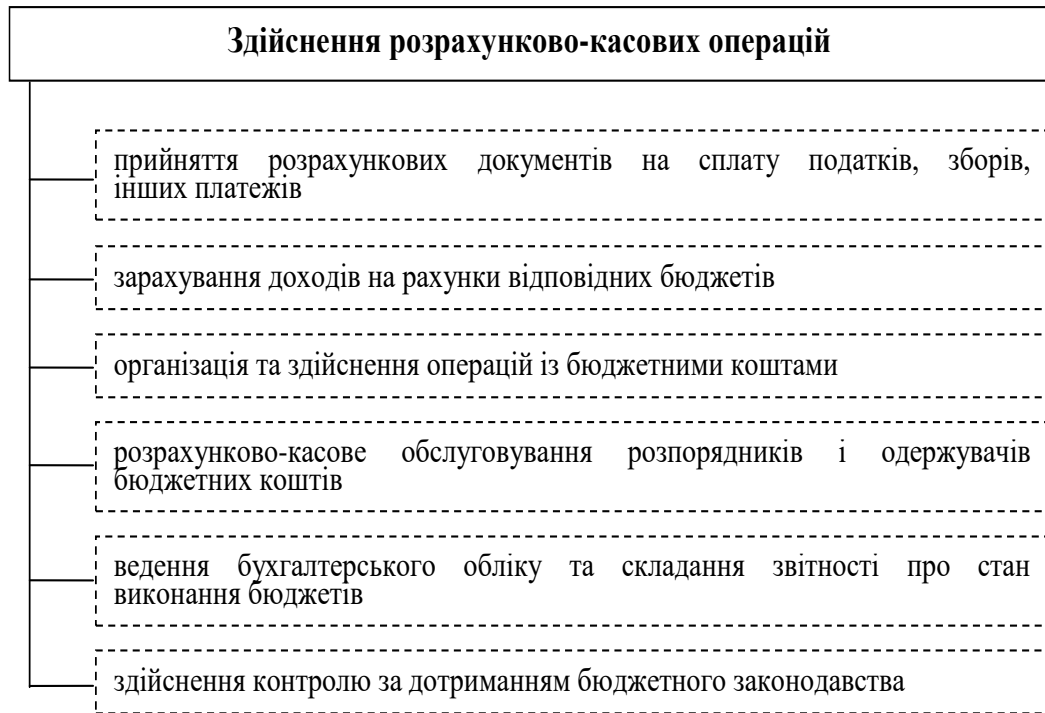 Здійснення розрахунково-касових операцій
прийняття розрахункових документів на сплату податків, зборів,
інших платежів
зарахування доходів на рахунки відповідних бюджетів
організація та здійснення операцій із бюджетними коштами
розрахунково-касове обслуговування розпорядників і одержувачів
бюджетних коштів
ведення бухгалтерського обліку та складання звітності про стан
виконання бюджетів
здійснення контролю за дотриманням бюджетного законодавства